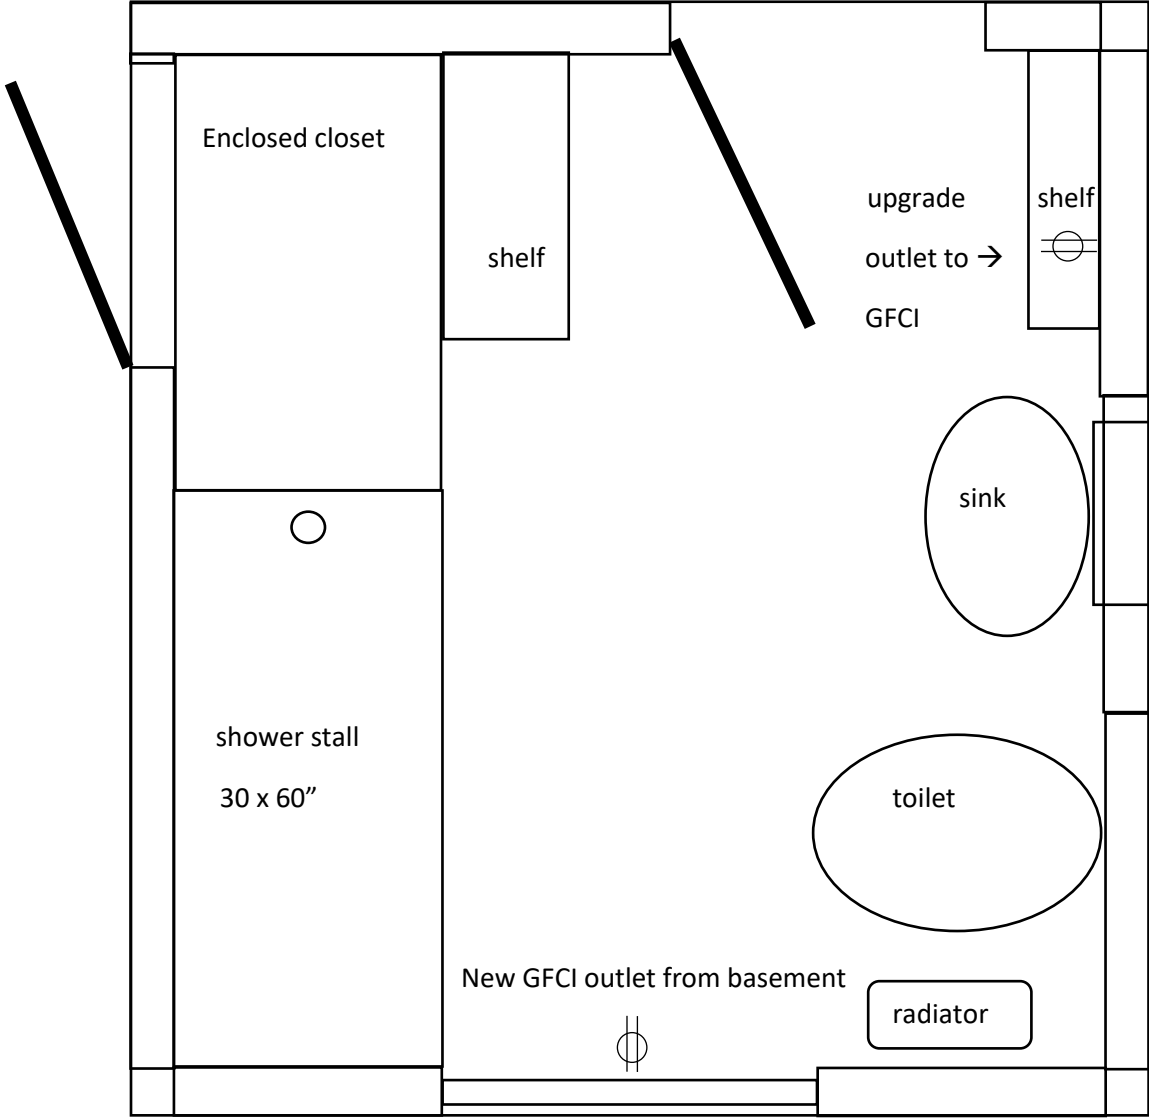 Enclosed closet
upgrade
shelf
shelf
outlet to →
GFCI
sink
shower stall
30 x 60”
toilet
New GFCI outlet from basement
radiator